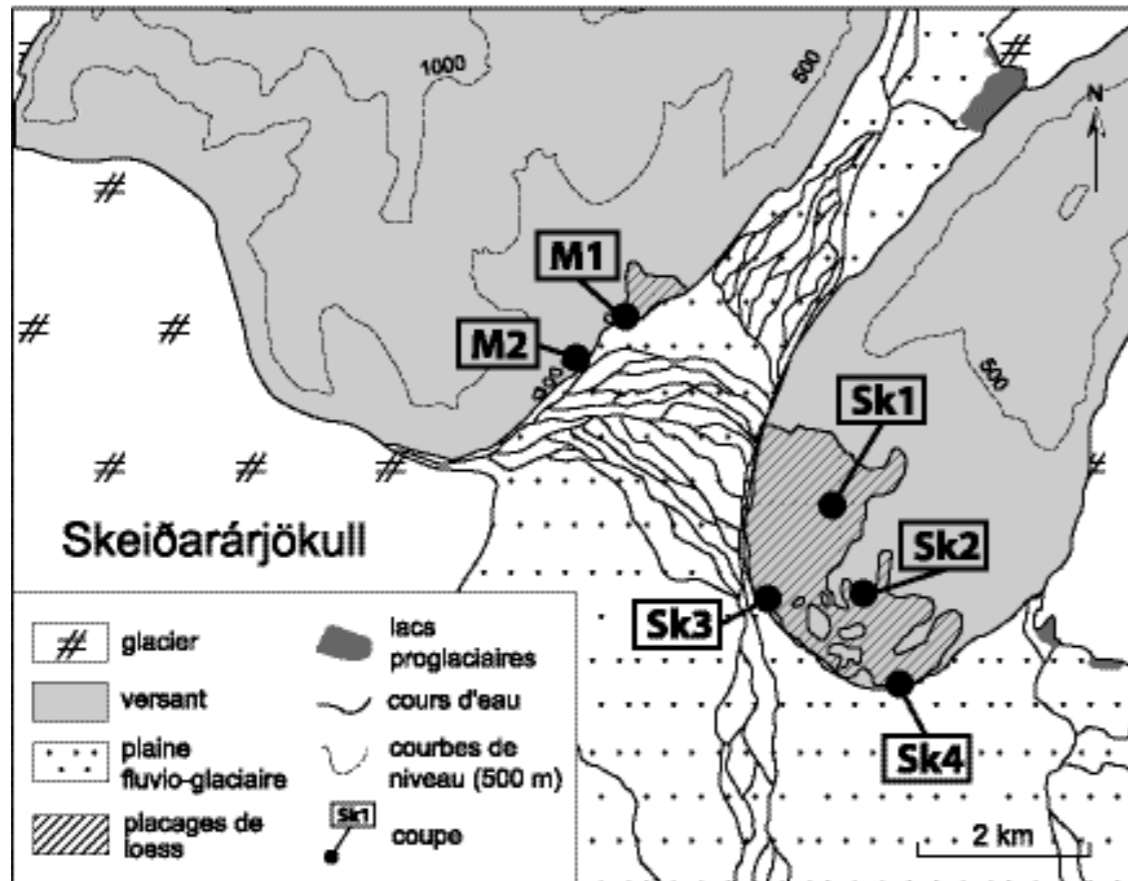 1000
500
N
M1
M2
500
Sk1
Sk2
Skeiðarárjökull
Sk3
Sk4
glacier
lacs
proglaciaires
versant
cours d'eau
plaine
fluvio-glaciaire
courbes de
niveau (500 m)
placages de
loess
Sk1
coupe
2 km